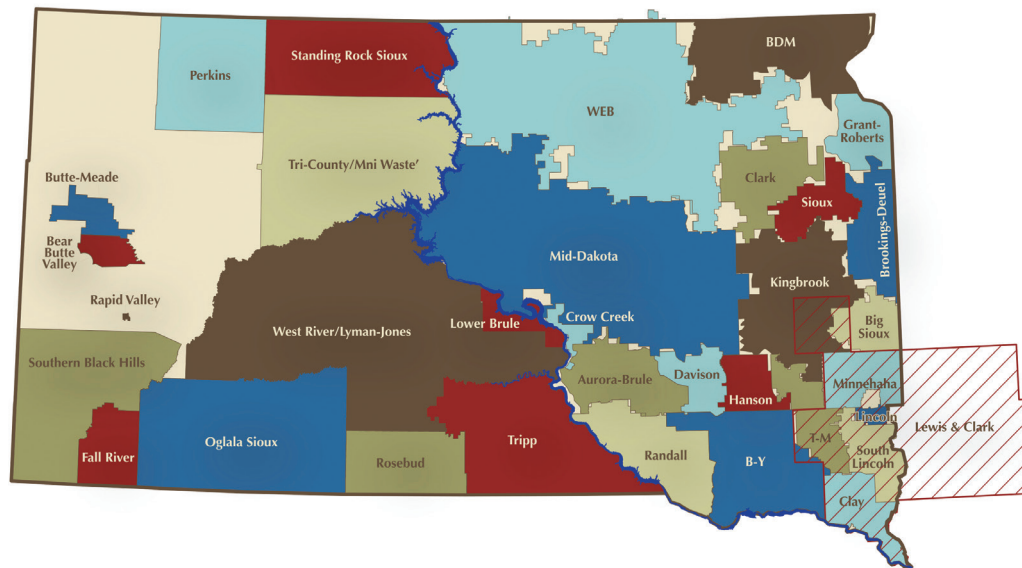 BDM
Standing Rock Sioux
Perkins
WEB
Grant-
Roberts
Tri-County/Mni Waste'
Clark
Butte-Meade
Sioux
Brookings-Deuel
Bear
Butte
Valley
Mid-Dakota
Kingbrook
Rapid Valley
West River/Lyman-Jones
Lower Brule
Crow Creek
Big
Sioux
Southern Black Hills
Davison
Aurora-Brule
Minnehaha
Hanson
Lincoln
Lewis & Clark
Oglala Sioux
Tripp
T-M
Fall River
Rosebud
Randall
B-Y
South
Lincoln
Clay